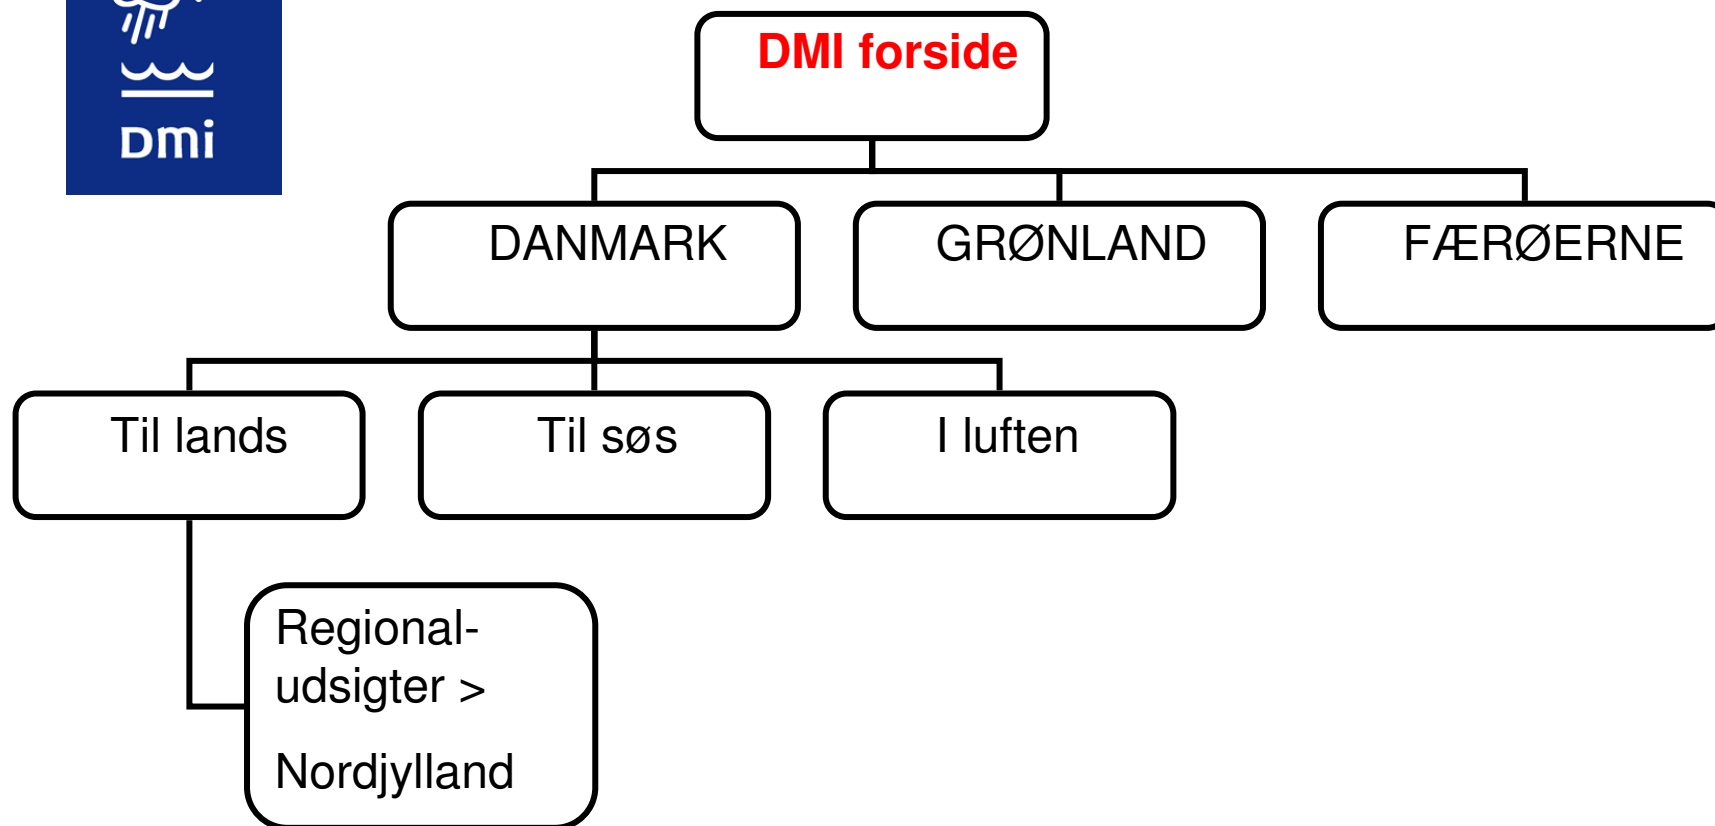 Dmi
DMI forside
DANMARK
GRØNLAND
FÆRØERNE
Til lands
Til søs
I luften
Regional-
udsigter >
Nordjylland